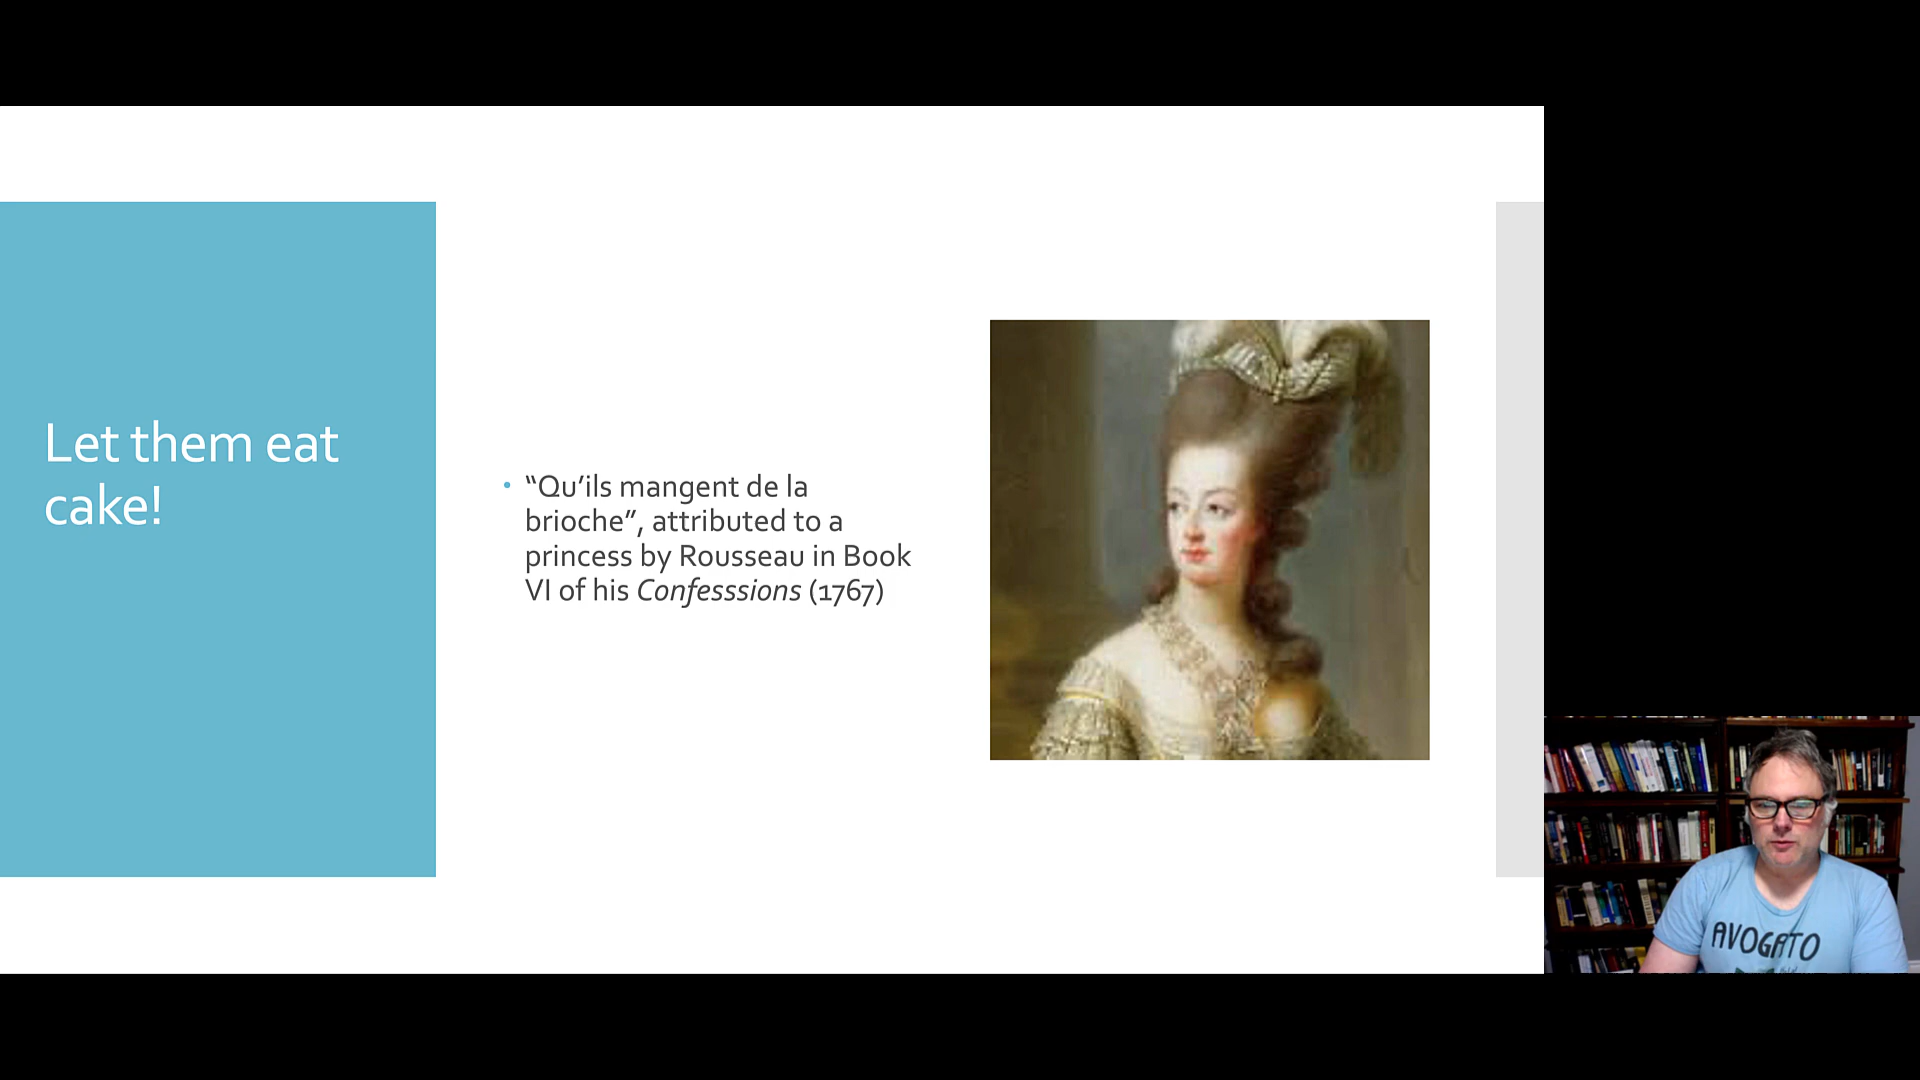 Let them eat
cake!
• “Qu’ils mangent de la
brioche”, attributed to a
princess by Rousseau in Book
VI of his Confesssions (1767)
AVOGATO